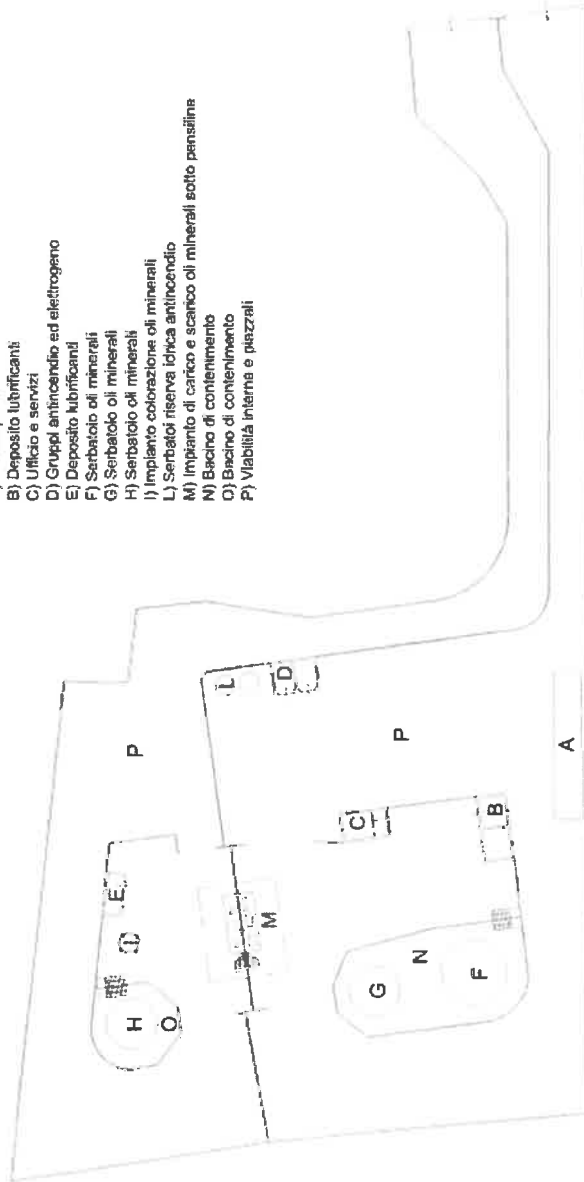 B) Deposito lubrificanti
C) Ufficio e servizi
D) Gruppi antincendio ed elettrogeno
E) Deposito lubrificanti
F) Serbatoio oli minerali
G) Serbatoio oli minerali
H) Serbatoio oli minerali
I) Impianto colorazione oli minerali
L) Serbatoi riserva idrica antincendio
M) Impianto di carico e scarico oli minerali sotto pensilina
N) Bacino di contenimento
O) Bacino di contenimento
P) Viabilità interna e piazzali
P
E
I
H
O
L
D
M
P
C
B
G
N
F
A